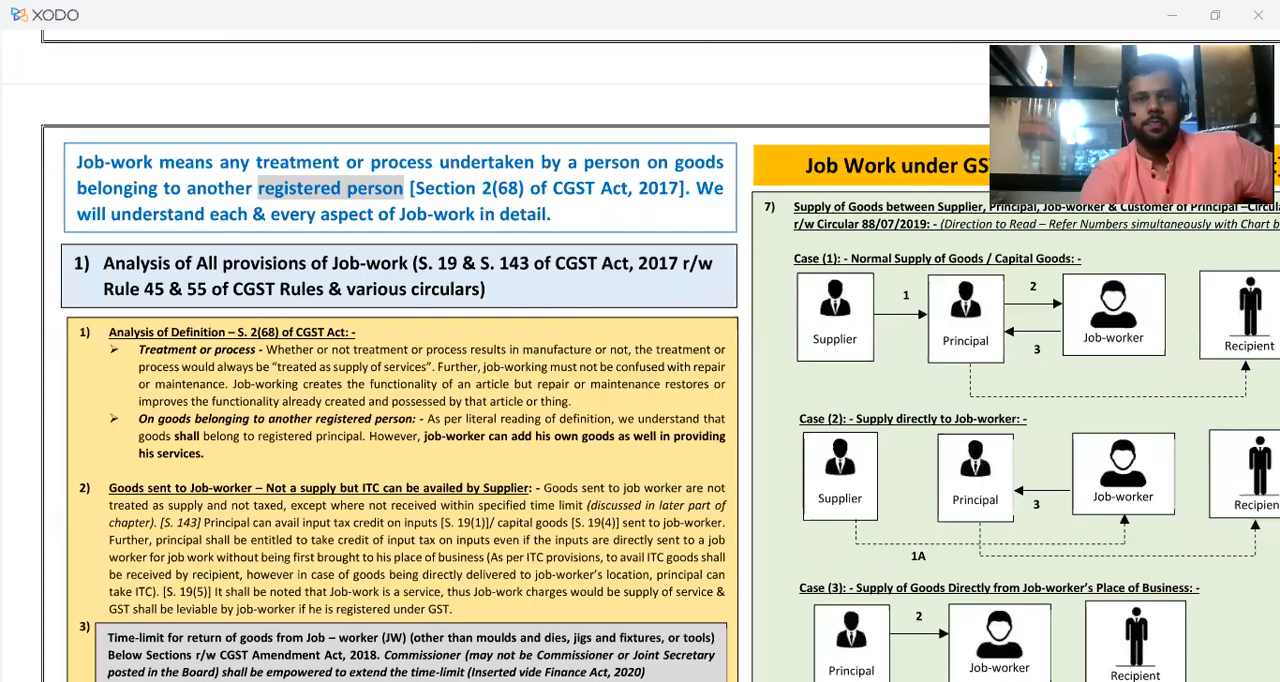 XODO
Job-work means any treatment or process undertaken by a person on goods
belonging to another registered person [Section 2(68) of CGST Act, 2017]. We
will understand each & every aspect of Job-work in detail.
1) Analysis of All provisions of Job-work (S. 19 & S. 143 of CGST Act, 2017 r/w
Rule 45 & 55 of CGST Rules & various circulars)
1) Analysis of Definition – S. 2(68) of CGST Act: -
➢ Treatment or process - Whether or not treatment or process results in manufacture or not, the treatment or
process would always be “treated as supply of services”. Further, job-working must not be confused with repair
or maintenance. Job-working creates the functionality of an article but repair or maintenance restores or
improves the functionality already created and possessed by that article or thing.
➢ On goods belonging to another registered person: - As per literal reading of definition, we understand that
goods shall belong to registered principal. However, job-worker can add his own goods as well in providing
his services.
2) Goods sent to Job-worker – Not a supply but ITC can be availed by Supplier: - Goods sent to job worker are not
treated as supply and not taxed, except where not received within specified time limit (discussed in later part of
chapter). [S. 143] Principal can avail input tax credit on inputs [S. 19(1)]/ capital goods [S. 19(4)] sent to job-worker.
Further, principal shall be entitled to take credit of input tax on inputs even if the inputs are directly sent to a job
worker for job work without being first brought to his place of business (As per ITC provisions, to avail ITC goods shall
be received by recipient, however in case of goods being directly delivered to job-worker’s location, principal can
take ITC). [S. 19(5)] It shall be noted that Job-work is a service, thus Job-work charges would be supply of service &
GST shall be leviable by job-worker if he is registered under GST.
3) Time-limit for return of goods from Job – worker (JW) (other than moulds and dies, jigs and fixtures, or tools)
Below Sections r/w CGST Amendment Act, 2018. Commissioner (may not be Commissioner or Joint Secretary
posted in the Board) shall be empowered to extend the time-limit (Inserted vide Finance Act, 2020)
Job Work under
7) Supply of Goods between Supplier, Principal, Job-worker & Customer of Principal
r/w Circular 88/07/2019: - (Direction to Read – Refer Numbers simultaneously with Chart
Case (1): - Normal Supply of Goods / Capital Goods: -
1 2
3
Supplier Principal Job-worker Recipient
Case (2): - Supply directly to Job-worker: -
3
Supplier Principal Job-worker
1A
Case (3): - Supply of Goods Directly from Job-worker’s Place of Business: -
2
Principal Job-worker Recipient